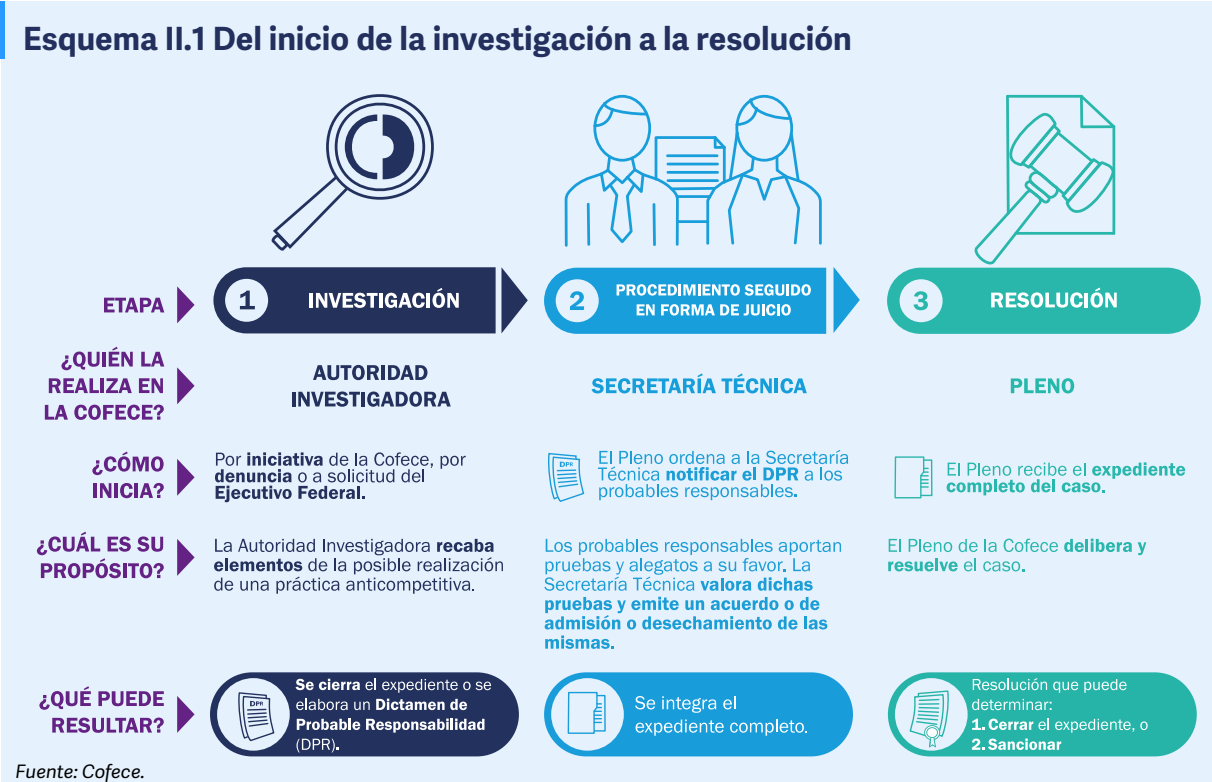 Esquema II.1 Del inicio de la investigación a la resolución
ETAPA
1
INVESTIGACIÓN
2
PROCEDIMIENTO SEGUIDO
EN FORMA DE JUICIO
3
RESOLUCIÓN
¿QUIÉN LA
REALIZA EN
LA COFECE?
AUTORIDAD
INVESTIGADORA
SECRETARÍA TÉCNICA
PLENO
¿CÓMO
INICIA?
Por iniciativa de la Cofece, por
denuncia o a solicitud del
Ejecutivo Federal.
DPR
El Pleno ordena a la Secretaría
Técnica notificar el DPR a los
probables responsables.
El Pleno recibe el expediente
completo del caso.
¿CUÁL ES SU
PROPÓSITO?
La Autoridad Investigadora recaba
elementos de la posible realización
de una práctica anticompetitiva.
Los probables responsables aportan
pruebas y alegatos a su favor. La
Secretaría Técnica valora dichas
pruebas y emite un acuerdo o de
admisión o desechamiento de las
mismas.
El Pleno de la Cofece delibera y
resuelve el caso.
¿QUÉ PUEDE
RESULTAR?
DPR
Se cierra el expediente o se
elabora un Dictamen de
Probable Responsabilidad
(DPR).
Se integra el
expediente completo.
Resolución que puede
determinar:
1. Cerrar el expediente, o
2. Sancionar
Fuente: Cofece.